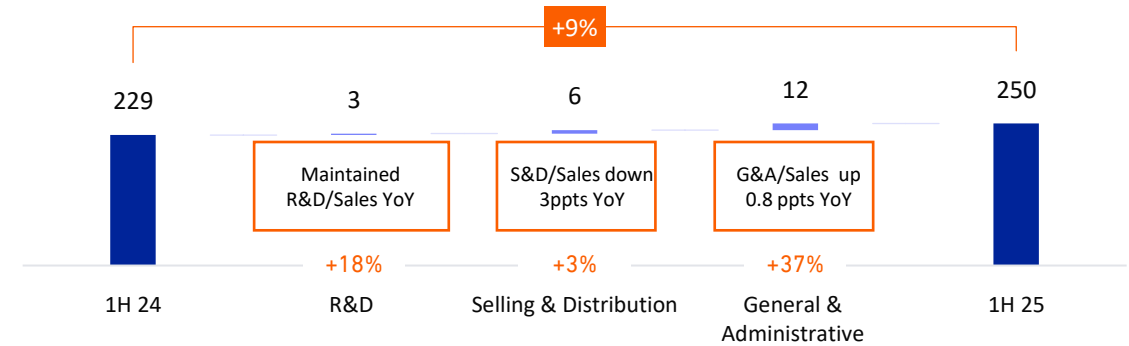 +9%
229
3
6
12
250
Maintained
R&D/Sales YoY
S&D/Sales down
3ppts YoY
G&A/Sales up
0.8 ppts YoY
+18%
+3%
+37%
1H 24
R&D
Selling & Distribution
General &
Administrative
1H 25